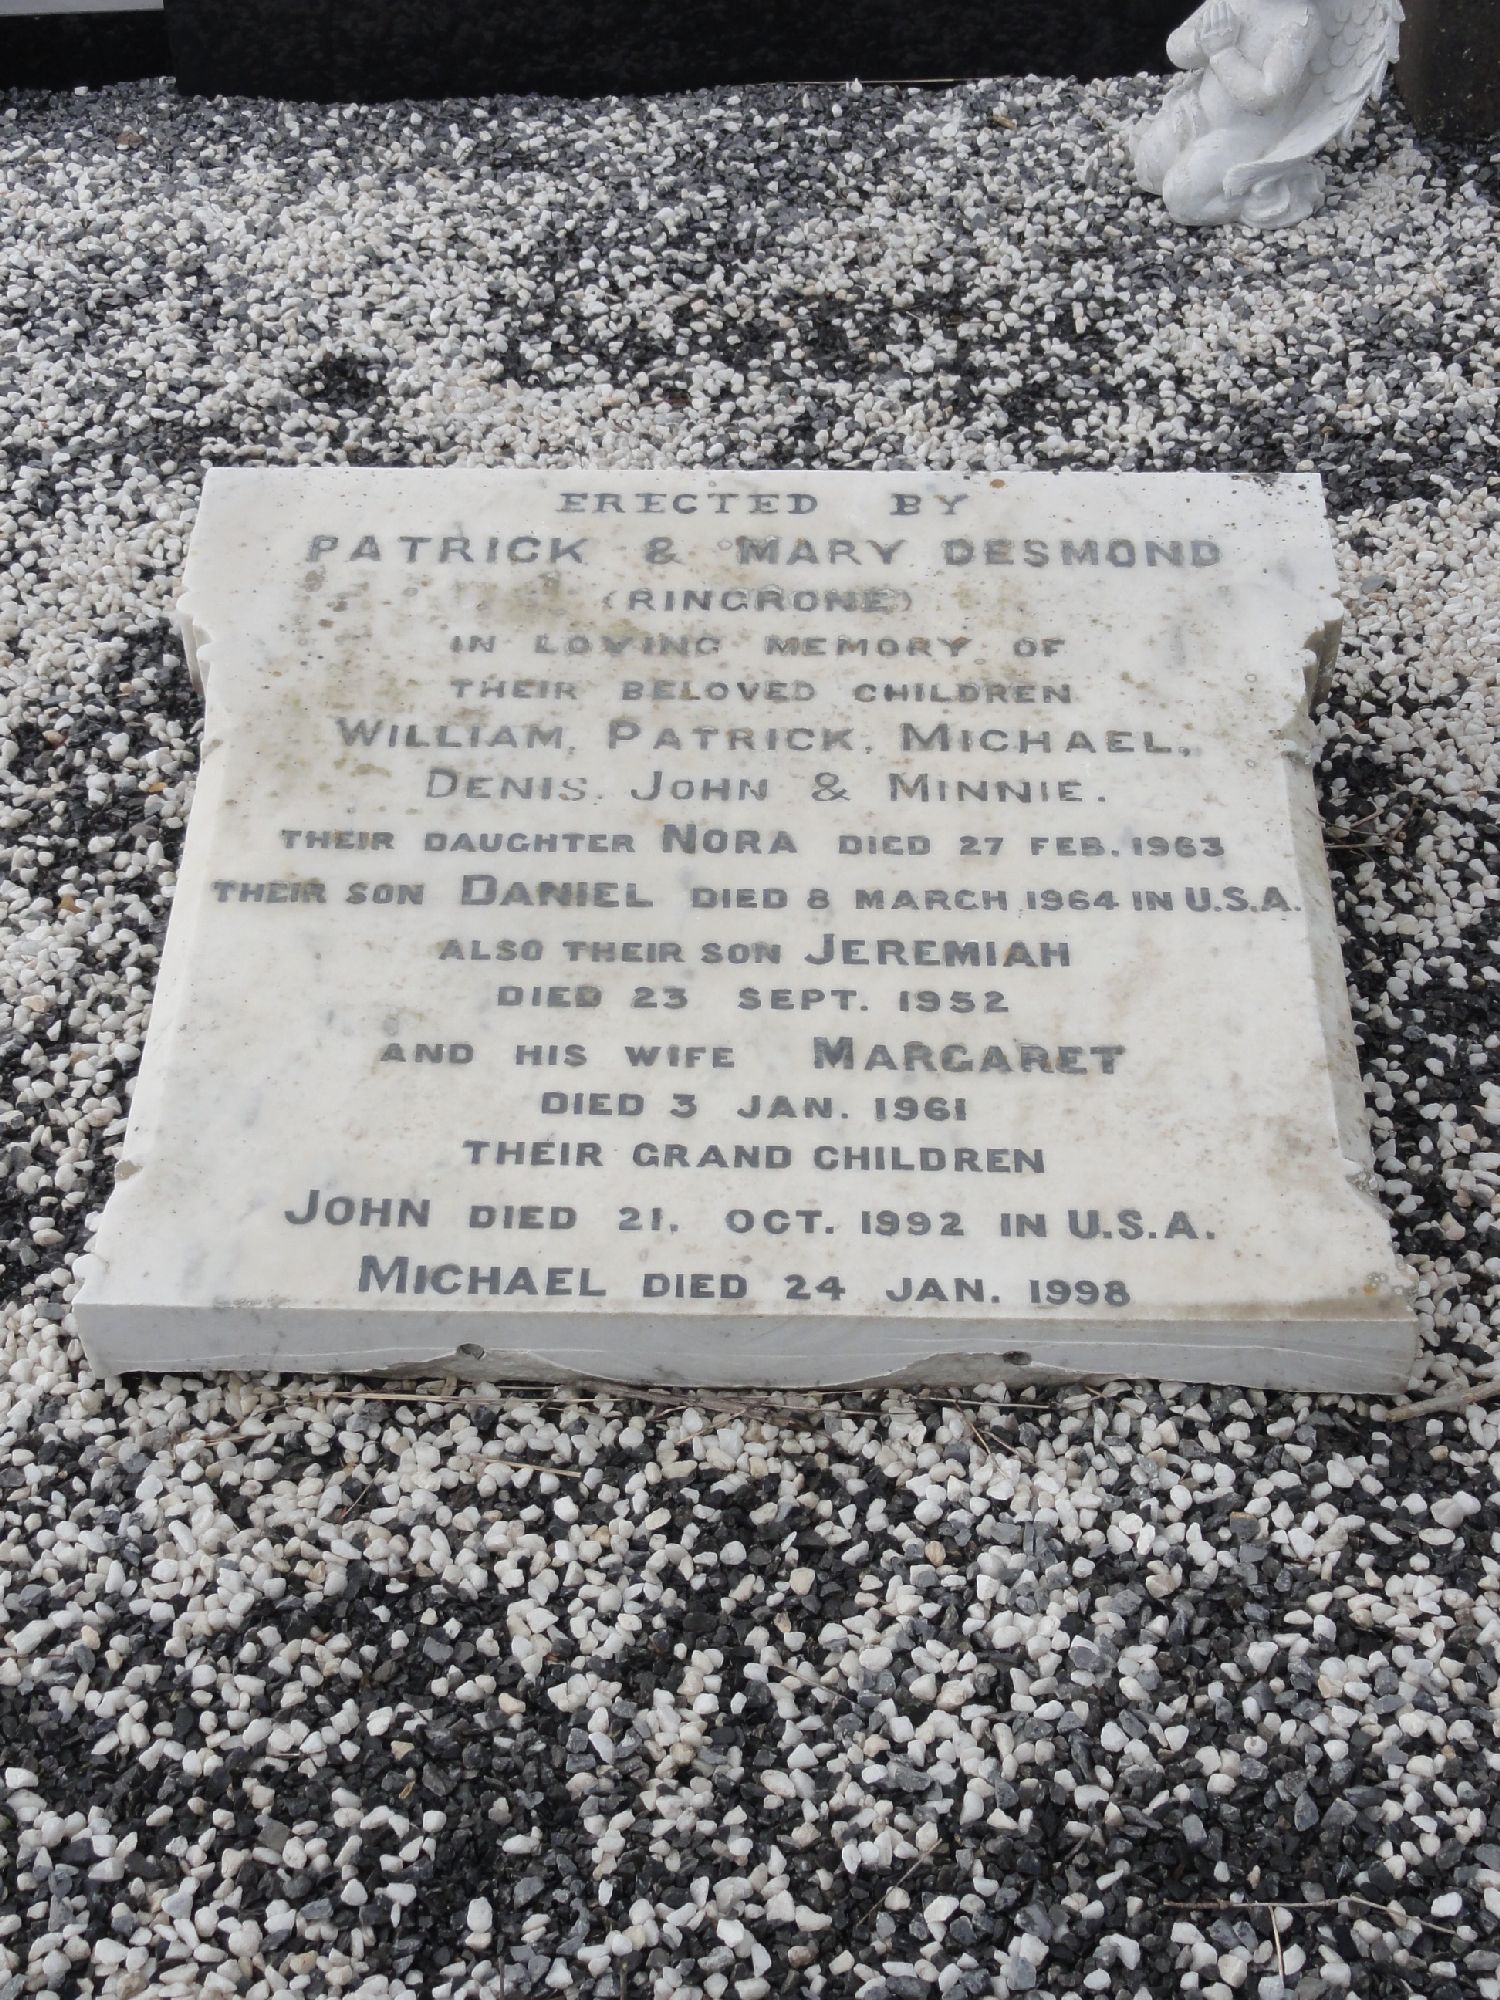 ERECTED BY
PATRICK & MARY DESMOND
(RINGRONE)
IN LOVING MEMORY OF
THEIR BELOVED CHILDREN
WILLIAM, PATRICK, MICHAEL,
DENIS, JOHN & MINNIE.
THEIR DAUGHTER NORA DIED 27 FEB. 1963
THEIR SON DANIEL DIED 8 MARCH 1964 IN U.S.A.
ALSO THEIR SON JEREMIAH
DIED 23 SEPT. 1952
AND HIS WIFE MARGARET
DIED 3 JAN. 1961
THEIR GRAND CHILDREN
JOHN DIED 21. OCT. 1992 IN U.S.A.
MICHAEL DIED 24 JAN. 1998